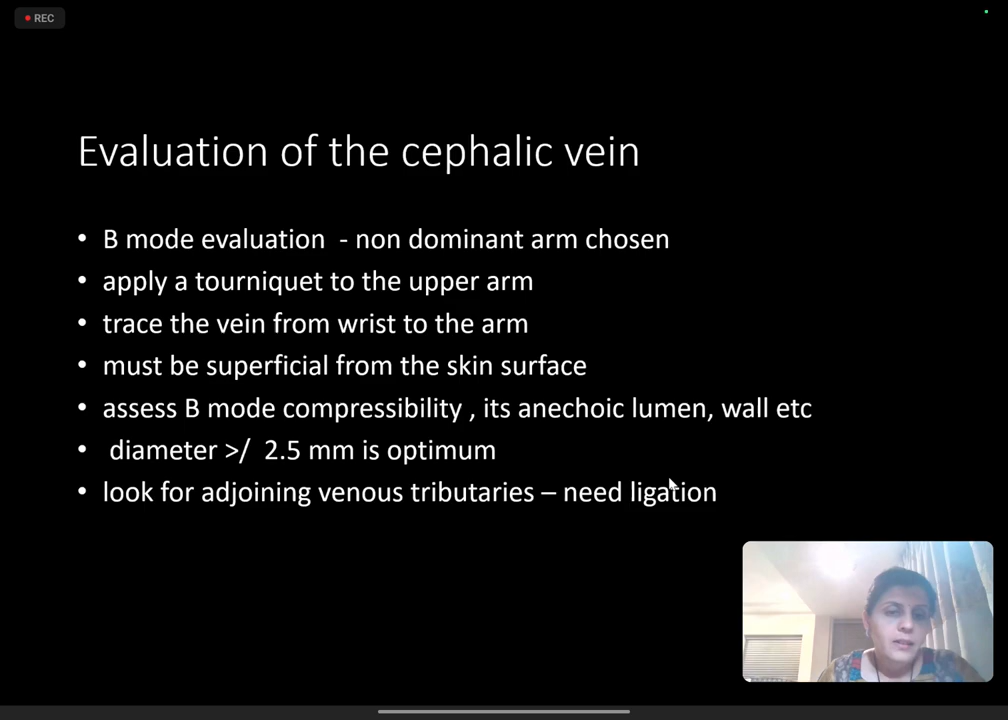 REC
Evaluation of the cephalic vein
• B mode evaluation - non dominant arm chosen
• apply a tourniquet to the upper arm
• trace the vein from wrist to the arm
• must be superficial from the skin surface
• assess B mode compressibility , its anechoic lumen, wall etc
• diameter >/ 2.5 mm is optimum
• look for adjoining venous tributaries – need ligation